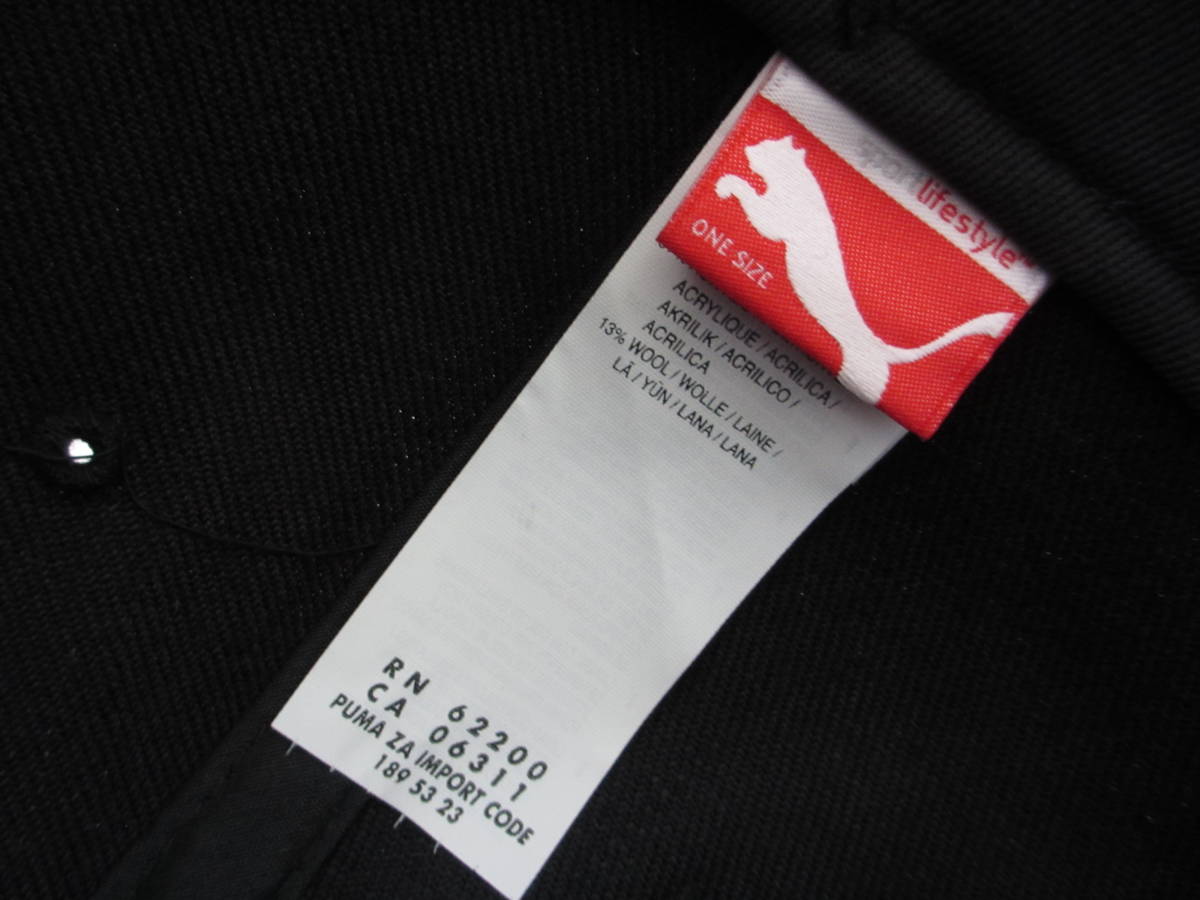 sportlifestyle™
ONE SIZE
ACRYLIQUE / ACRILICA /
AKRILIK / ACRILICO /
ACRILICA
13% WOOL / WOLLE / LAINE /
LÃ / YÜN / LANA / LANA
RN 62200
CA 06311
PUMA ZA IMPORT CODE
189 53 23